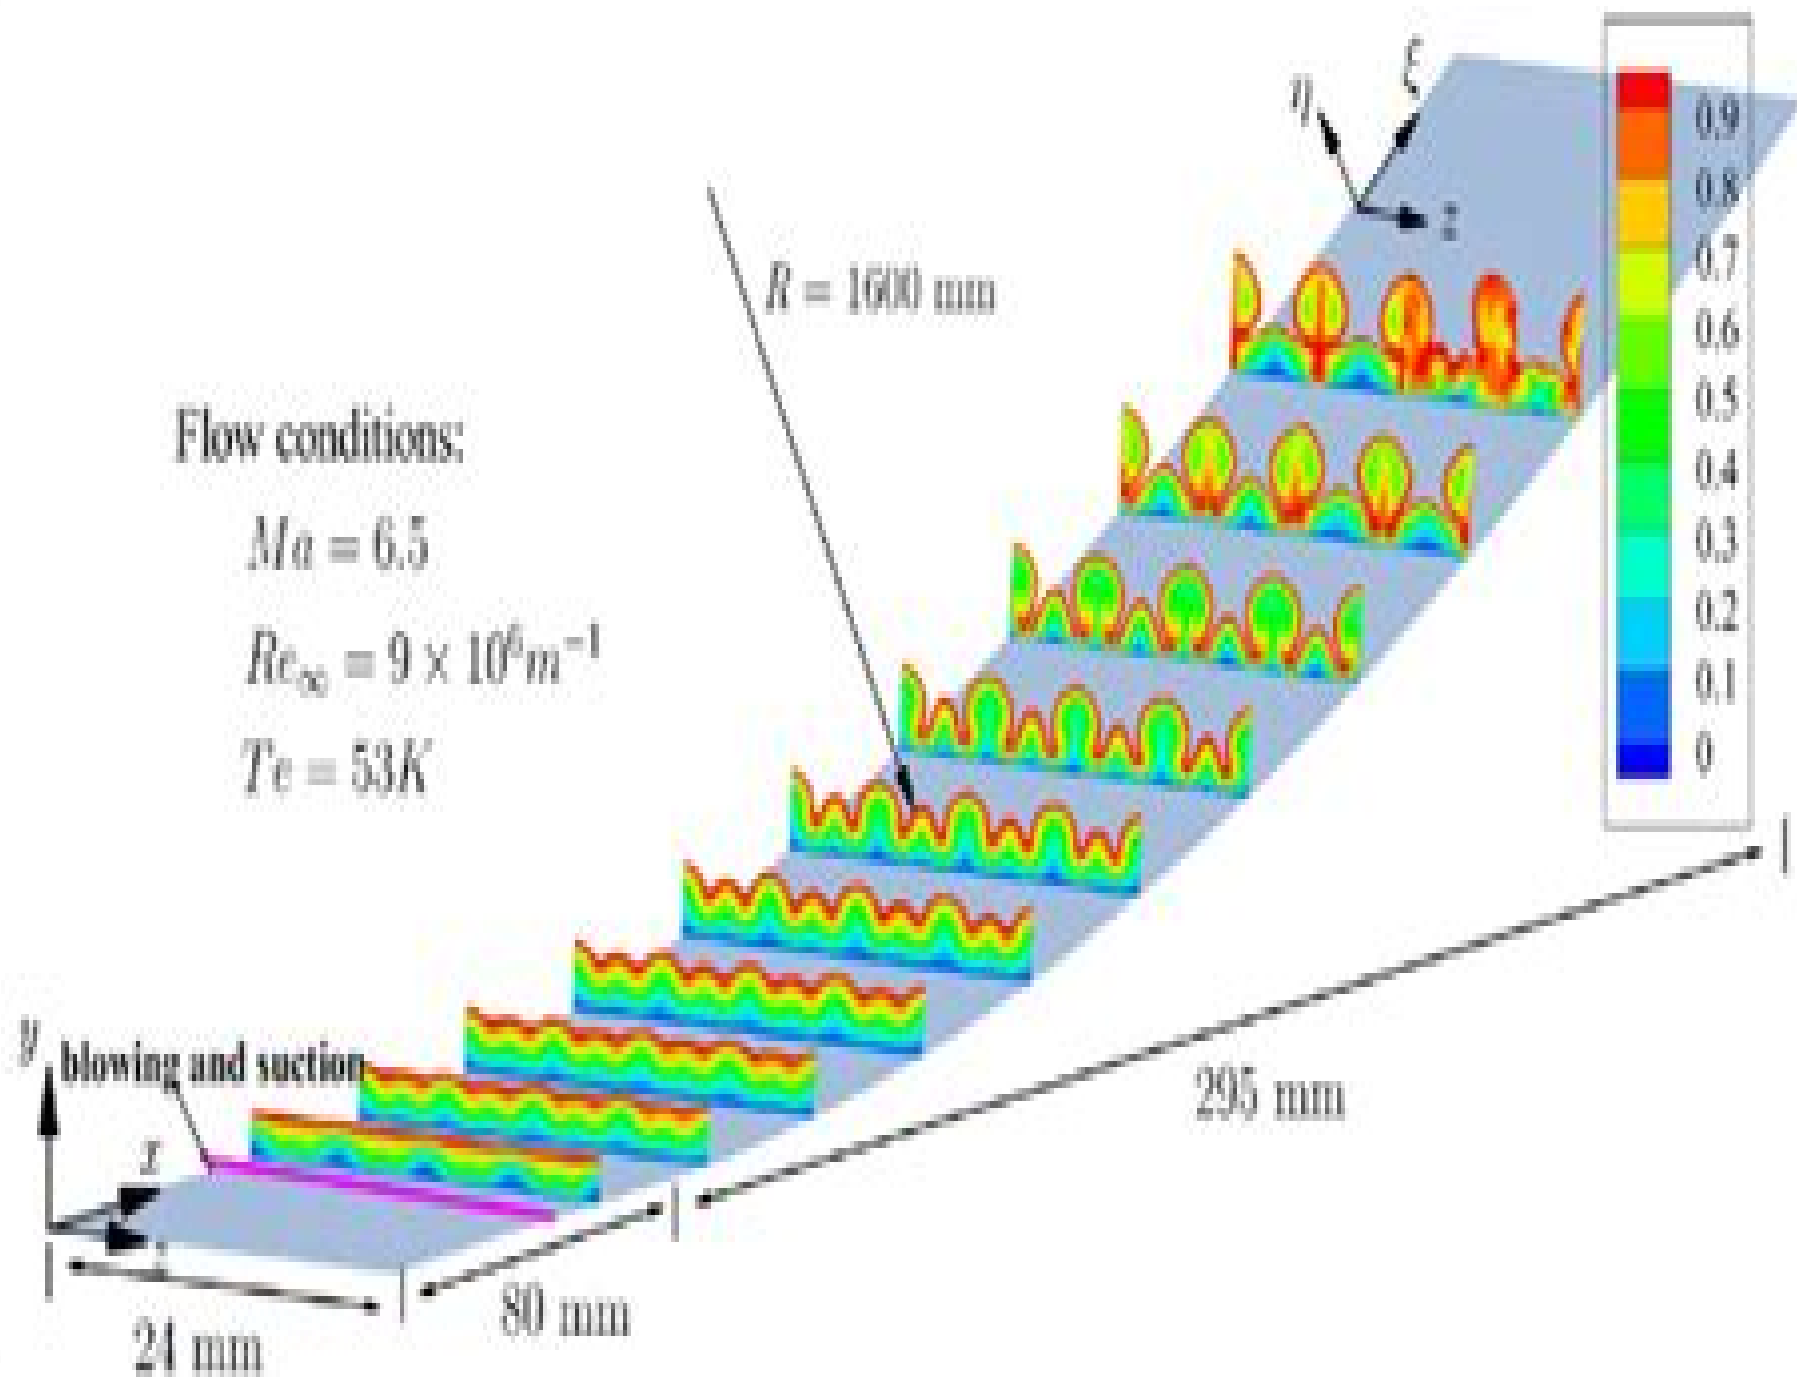 ξ
η
z
0.9
0.8
0.7
0.6
0.5
0.4
0.3
0.2
0.1
0
R = 1600 mm
Flow conditions:
Ma = 6.5
Re∞ = 9 × 10⁶m⁻¹
Te = 53K
y
blowing and suction
x
295 mm
80 mm
24 mm